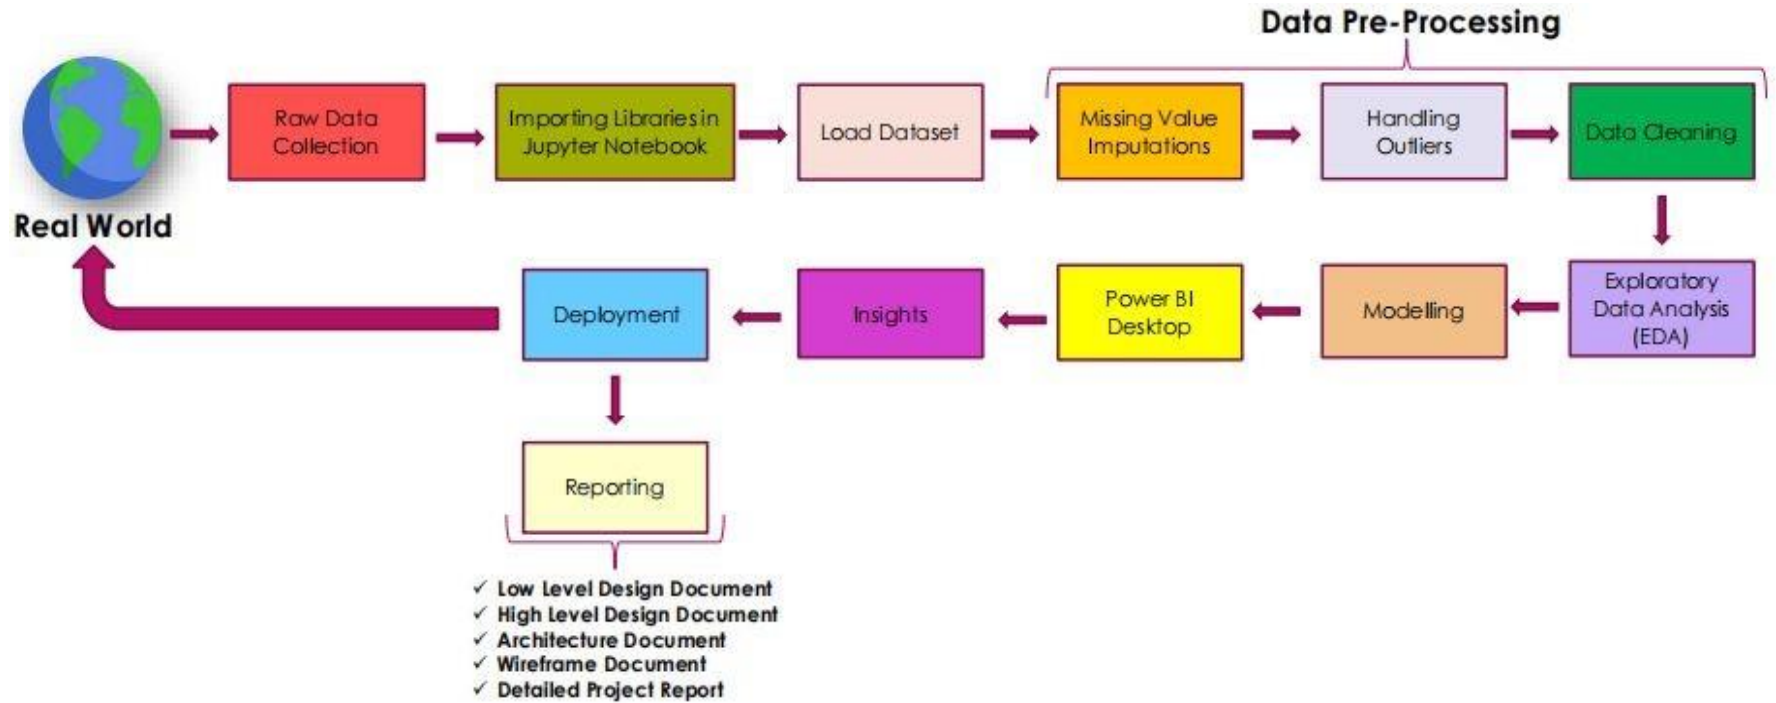 Data Pre-Processing
Raw Data
Collection
Importing Libraries in
Jupyter Notebook
Load Dataset
Missing Value
Imputations
Handling
Outliers
Data Cleaning
Real World
Deployment
Insights
Power BI
Desktop
Modelling
Exploratory
Data Analysis
(EDA)
Reporting
✓ Low Level Design Document
✓ High Level Design Document
✓ Architecture Document
✓ Wireframe Document
✓ Detailed Project Report